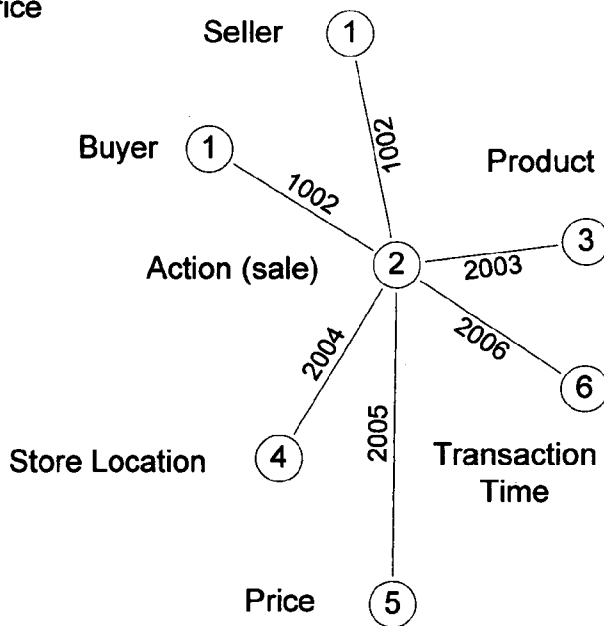 rice
Seller 1
1002
Buyer 1
1002
Product
3
2003
Action (sale) 2
2006
6
2004
2005
Store Location 4
Transaction
Time
Price 5